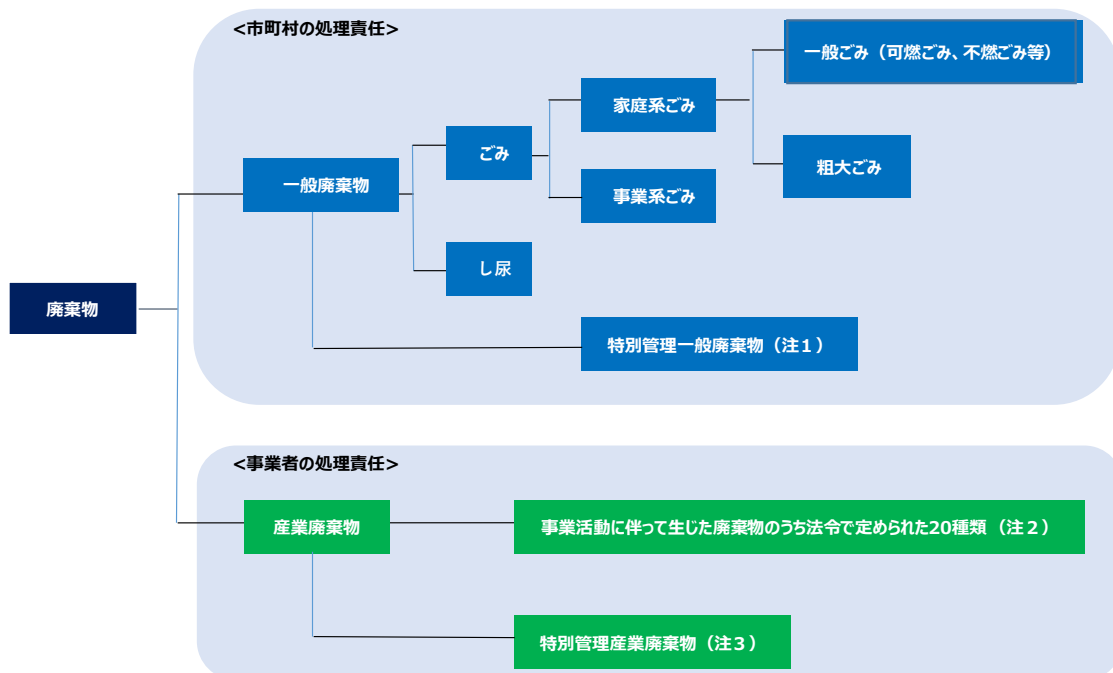 <市町村の処理責任>
一般ごみ（可燃ごみ、不燃ごみ等）
家庭系ごみ
ごみ
粗大ごみ
一般廃棄物
事業系ごみ
し尿
廃棄物
特別管理一般廃棄物（注１）
<事業者の処理責任>
産業廃棄物
事業活動に伴って生じた廃棄物のうち法令で定められた20種類（注２）
特別管理産業廃棄物（注３）